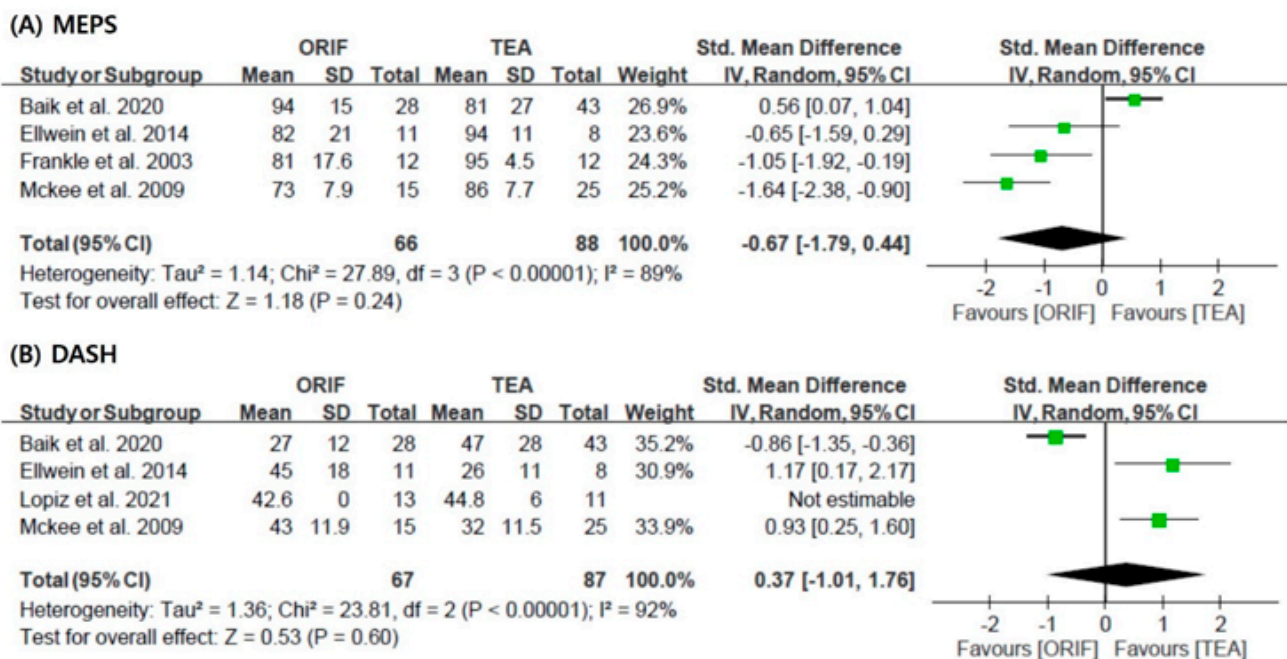 (A) MEPS
ORIF TEA Std. Mean Difference Std. Mean Difference
Study or Subgroup Mean SD Total Mean SD Total Weight IV, Random, 95% CI IV, Random, 95% CI
Baik et al. 2020 94 15 28 81 27 43 26.9% 0.56 [0.07, 1.04]
Ellwein et al. 2014 82 21 11 94 11 8 23.6% -0.65 [-1.59, 0.29]
Frankle et al. 2003 81 17.6 12 95 4.5 12 24.3% -1.05 [-1.92, -0.19]
Mckee et al. 2009 73 7.9 15 86 7.7 25 25.2% -1.64 [-2.38, -0.90]
Total (95% CI) 66 88 100.0% -0.67 [-1.79, 0.44]
Heterogeneity: Tau² = 1.14; Chi² = 27.89, df = 3 (P < 0.00001); I² = 89%
Test for overall effect: Z = 1.18 (P = 0.24)
-2 -1 0 1 2
Favours [ORIF] Favours [TEA]
(B) DASH
ORIF TEA Std. Mean Difference Std. Mean Difference
Study or Subgroup Mean SD Total Mean SD Total Weight IV, Random, 95% CI IV, Random, 95% CI
Baik et al. 2020 27 12 28 47 28 43 35.2% -0.86 [-1.35, -0.36]
Ellwein et al. 2014 45 18 11 26 11 8 30.9% 1.17 [0.17, 2.17]
Lopiz et al. 2021 42.6 0 13 44.8 6 11 Not estimable
Mckee et al. 2009 43 11.9 15 32 11.5 25 33.9% 0.93 [0.25, 1.60]
Total (95% CI) 67 87 100.0% 0.37 [-1.01, 1.76]
Heterogeneity: Tau² = 1.36; Chi² = 23.81, df = 2 (P < 0.00001); I² = 92%
Test for overall effect: Z = 0.53 (P = 0.60)
-2 -1 0 1 2
Favours [ORIF] Favours [TEA]